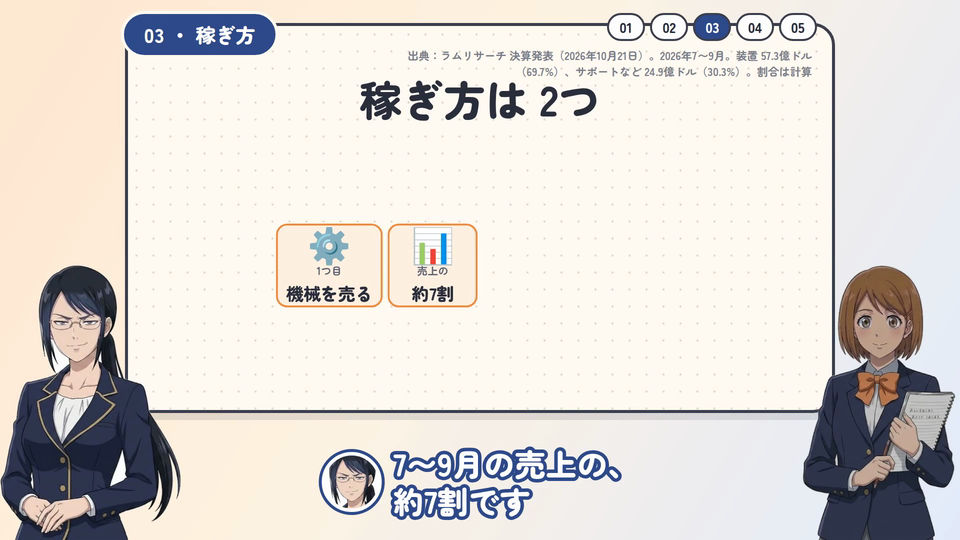 03 ・ 稼ぎ方
01 02 03 04 05
出典：ラムリサーチ 決算発表（2026年10月21日）。2026年7〜9月。装置 57.3億ドル
（69.7%）、サポートなど 24.9億ドル（30.3%）。割合は計算
稼ぎ方は 2つ
1つ目
機械を売る
売上の
約7割
7〜9月の売上の、
約7割です